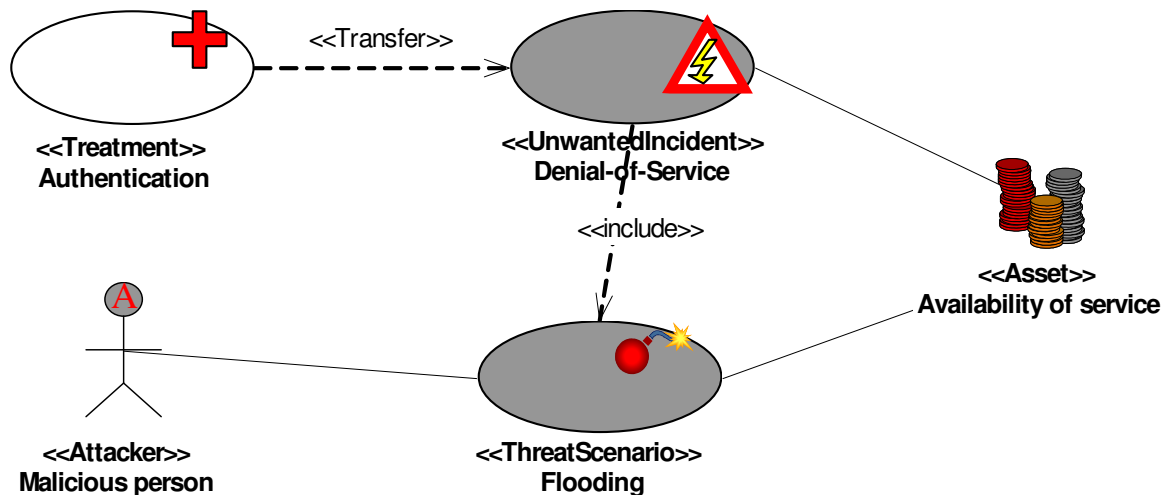 <<Transfer>>
<<Treatment>>
Authentication
<<UnwantedIncident>>
Denial-of-Service
<<include>>
<<Asset>>
Availability of service
A
<<Attacker>>
Malicious person
<<ThreatScenario>>
Flooding